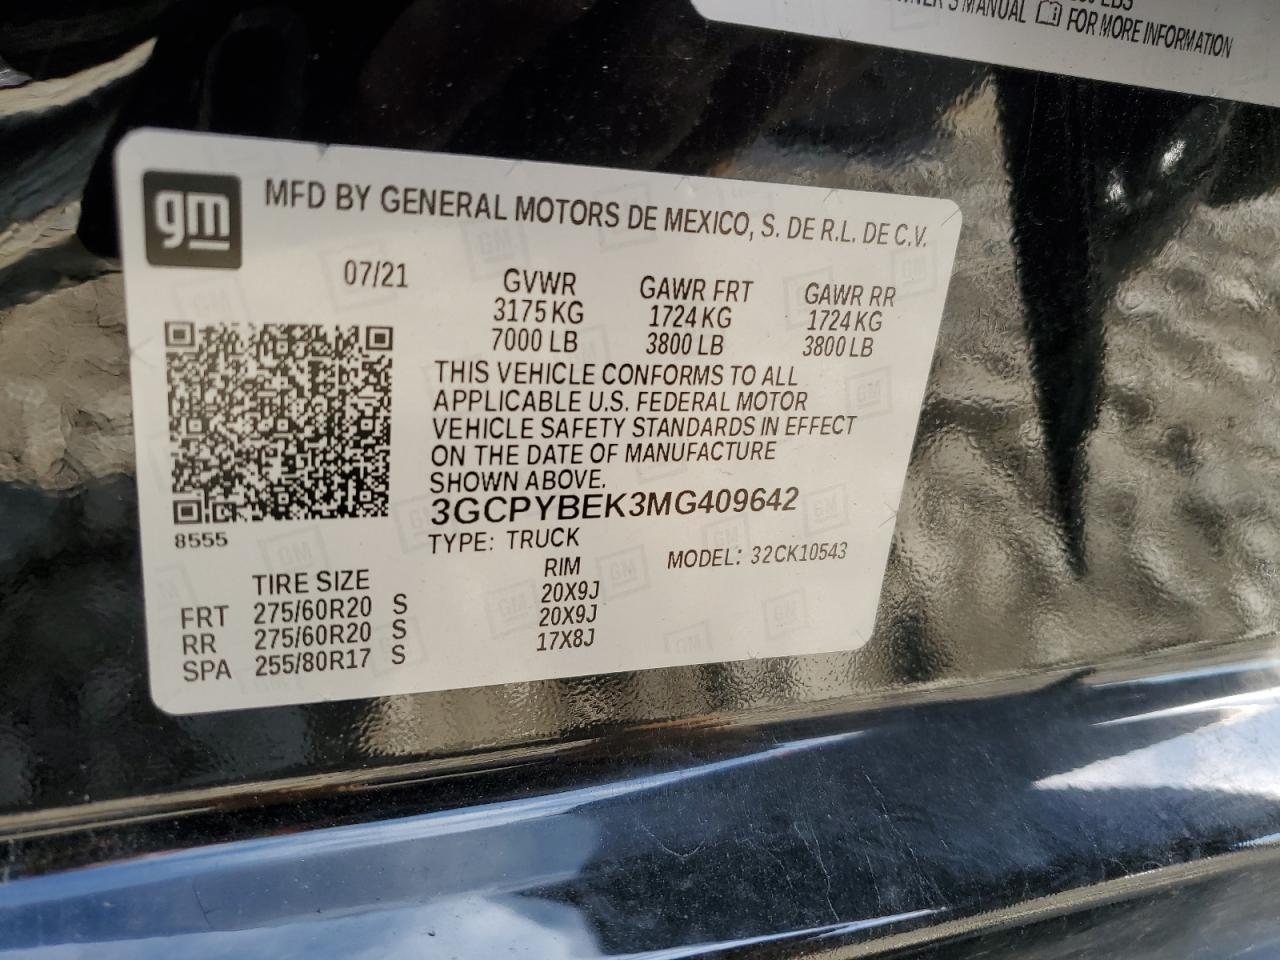 S MANUAL FOR MORE INFORMATION
gm
MFD BY GENERAL MOTORS DE MEXICO, S. DE R.L. DE C.V.
07/21
GVWR GAWR FRT GAWR RR
3175 KG 1724 KG 1724 KG
7000 LB 3800 LB 3800 LB
THIS VEHICLE CONFORMS TO ALL
APPLICABLE U.S. FEDERAL MOTOR
VEHICLE SAFETY STANDARDS IN EFFECT
ON THE DATE OF MANUFACTURE
SHOWN ABOVE.
3GCPYBEK3MG409642
8555
TYPE: TRUCK MODEL: 32CK10543
TIRE SIZE RIM
FRT 275/60R20 S 20X9J
RR 275/60R20 S 20X9J
SPA 255/80R17 S 17X8J